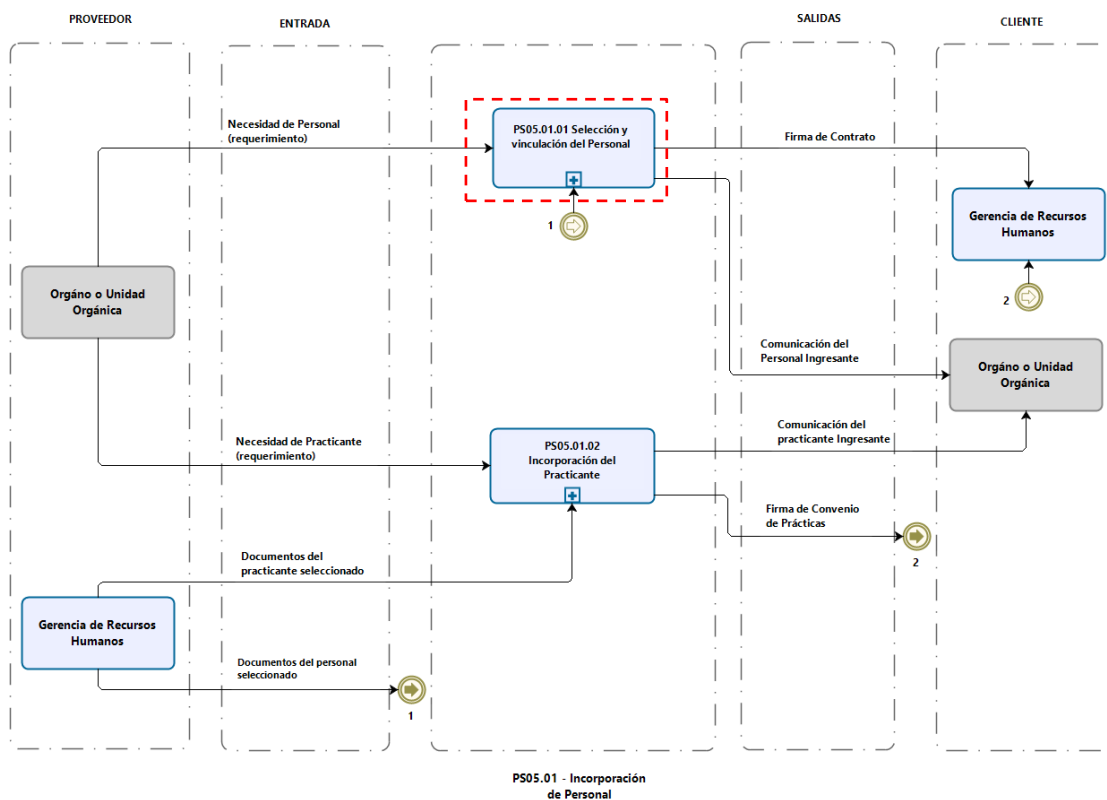 PROVEEDOR
ENTRADA
SALIDAS
CLIENTE
Necesidad de Personal
(requerimiento)
PS05.01.01 Selección y
vinculación del Personal
1
Firma de Contrato
Gerencia de Recursos
Humanos
2
Orgáno o Unidad
Orgánica
Comunicación del
Personal Ingresante
Orgáno o Unidad
Orgánica
Necesidad de Practicante
(requerimiento)
PS05.01.02
Incorporación del
Practicante
Comunicación del
practicante Ingresante
Firma de Convenio
de Prácticas
2
Documentos del
practicante seleccionado
Gerencia de Recursos
Humanos
Documentos del personal
seleccionado
1
PS05.01 - Incorporación
de Personal